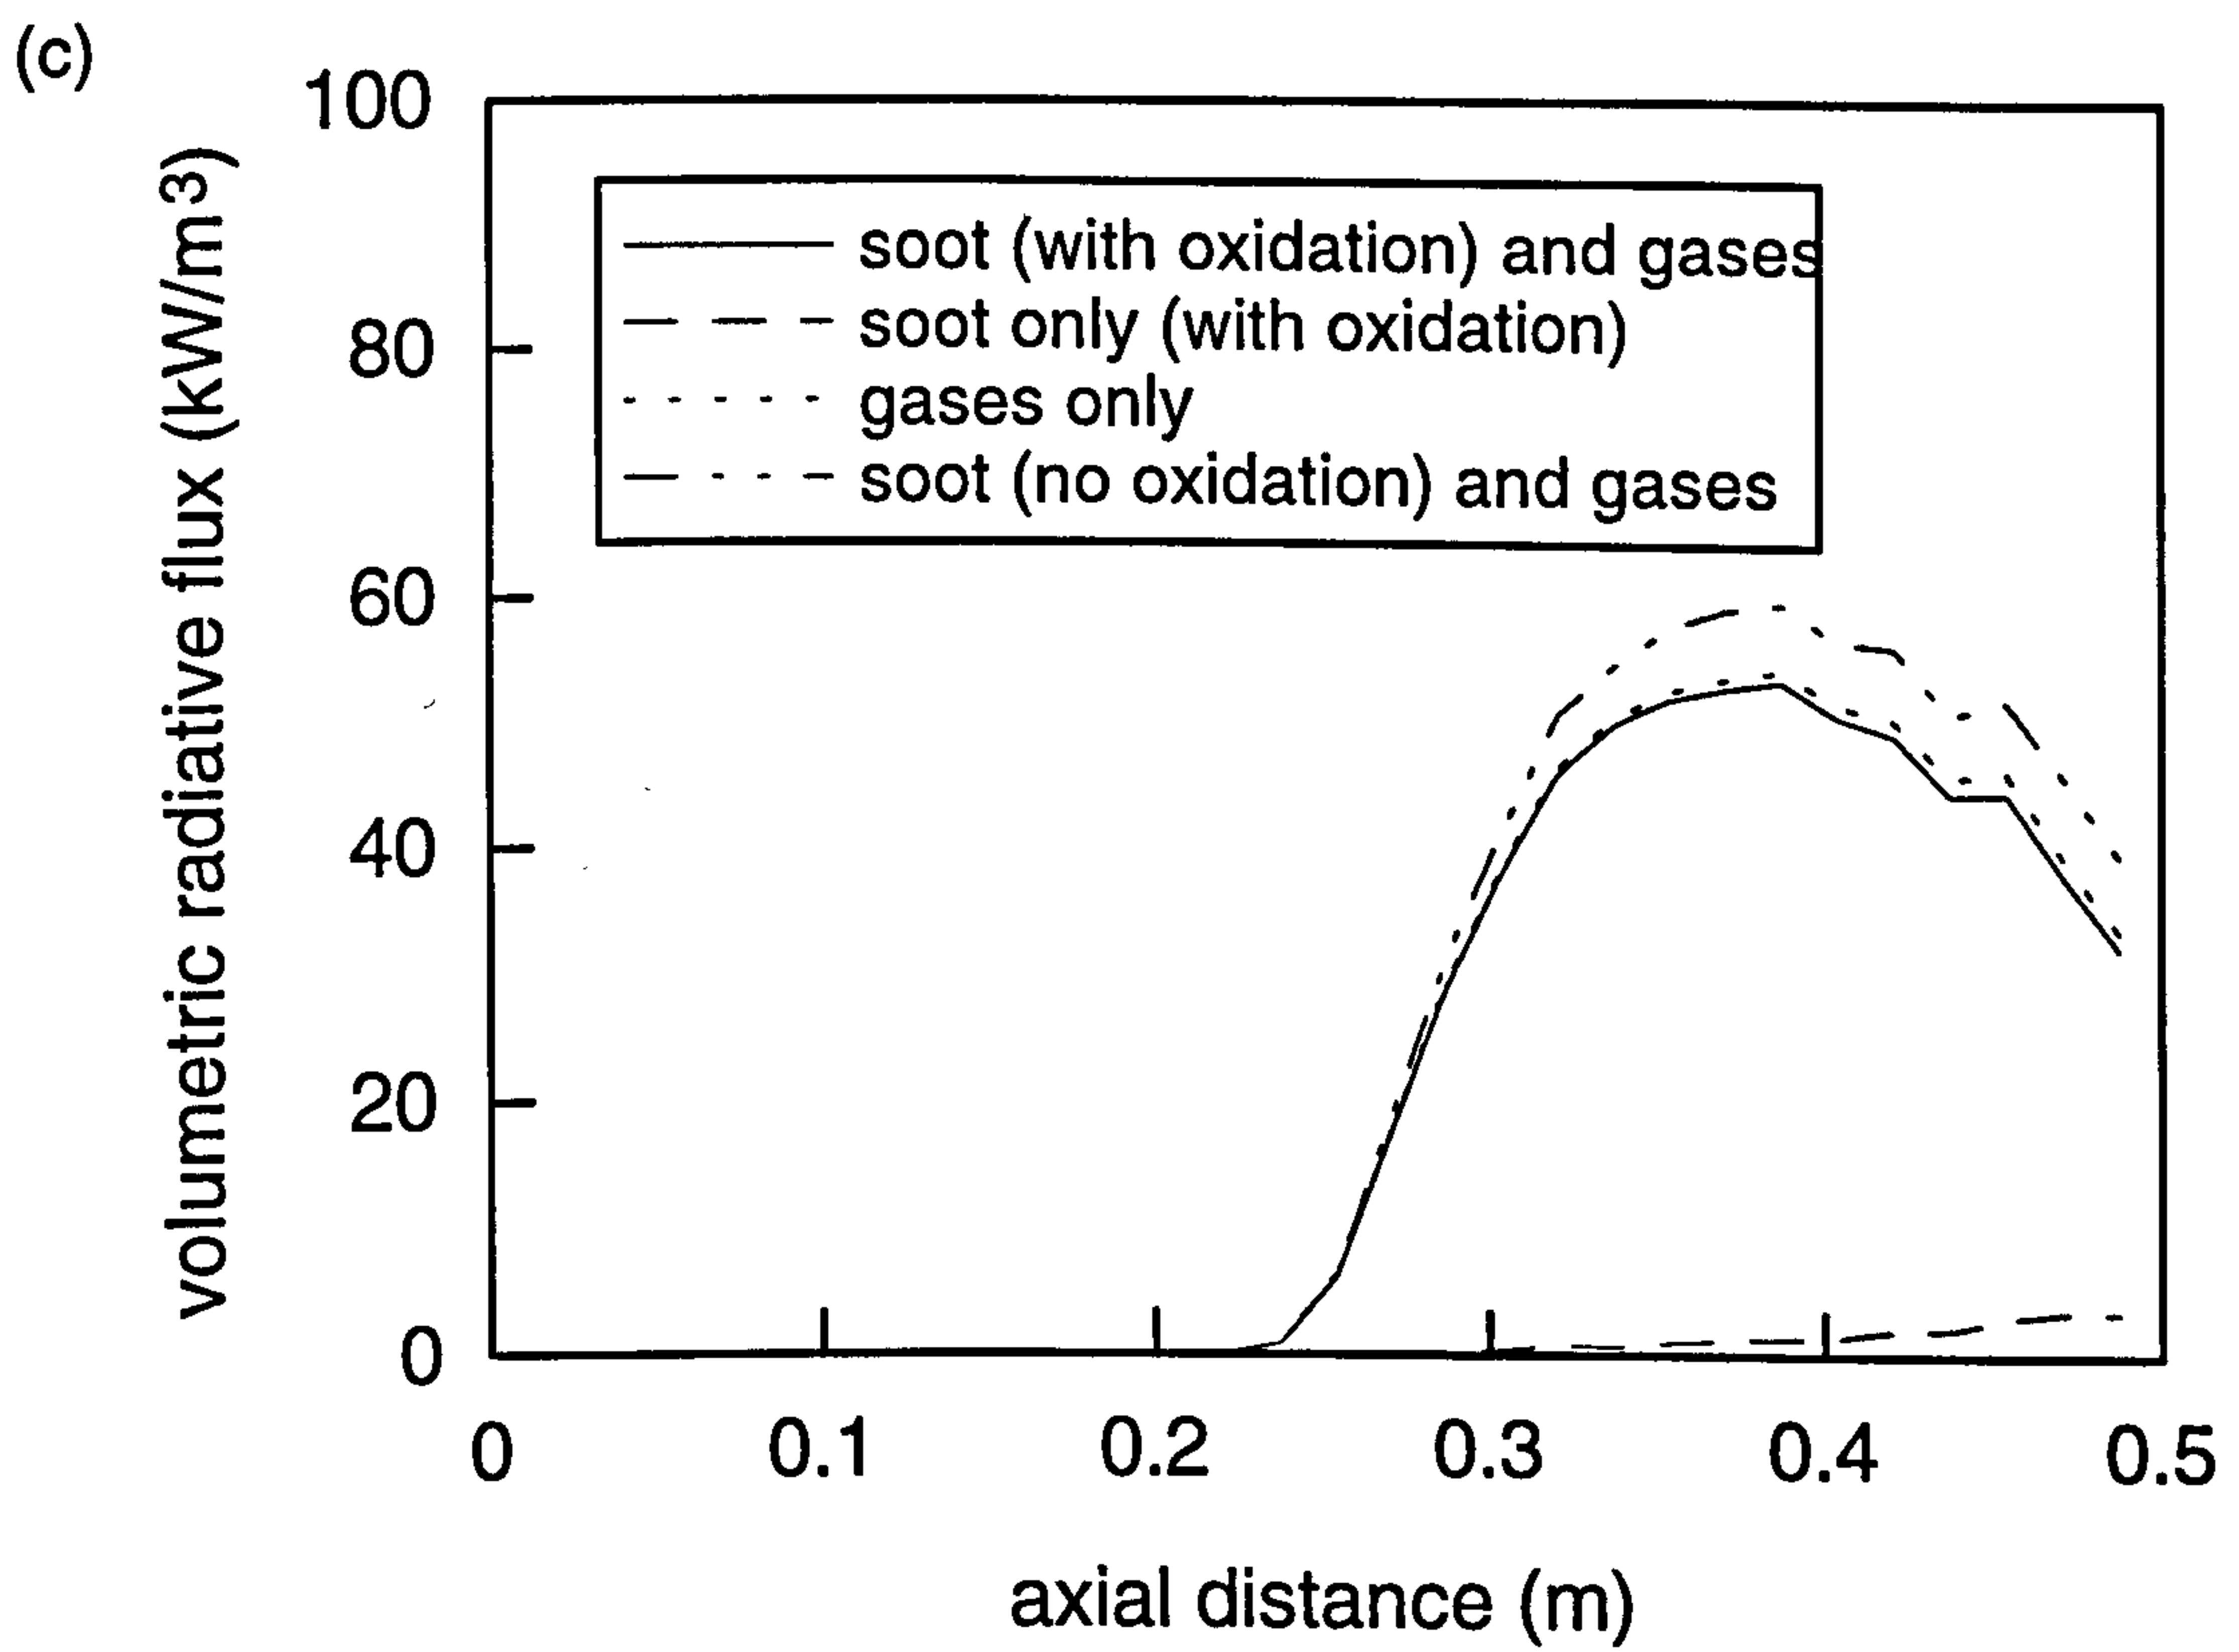 (c)
100
80
60
40
20
0
volumetric radiative flux (kW/m³)
soot (with oxidation) and gases
soot only (with oxidation)
gases only
soot (no oxidation) and gases
0 0.1 0.2 0.3 0.4 0.5
axial distance (m)